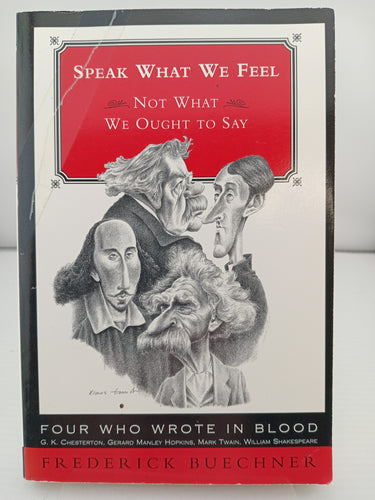 SPEAK WHAT WE FEEL
NOT WHAT
WE OUGHT TO SAY
FOUR WHO WROTE IN BLOOD
G. K. CHESTERTON, GERARD MANLEY HOPKINS, MARK TWAIN, WILLIAM SHAKESPEARE
FREDERICK BUECHNER